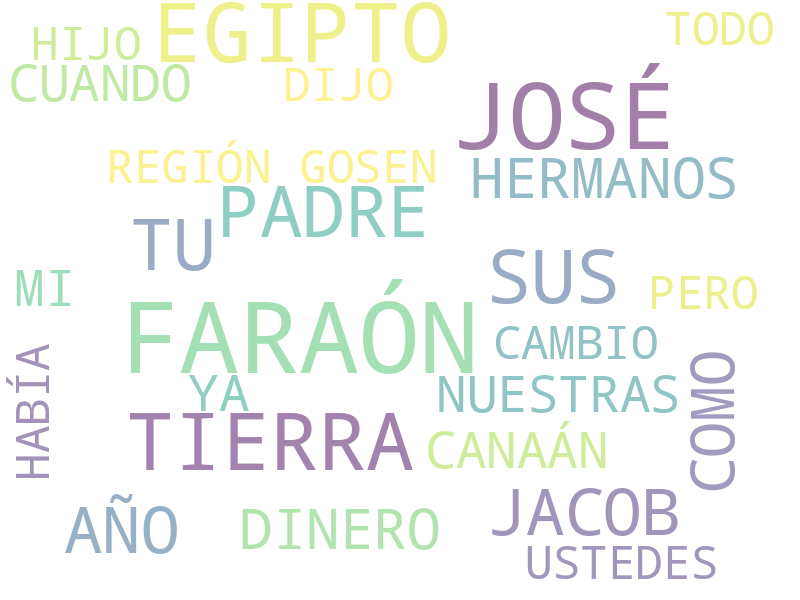 EGIPTO
HIJO
TODO
CUANDO
DIJO
JOSÉ
REGIÓN GOSEN
HERMANOS
PADRE
TU
SUS
MI
PERO
FARAÓN
CAMBIO
HABÍA
YA
NUESTRAS
COMO
TIERRA
CANAÁN
AÑO
DINERO
JACOB
USTEDES